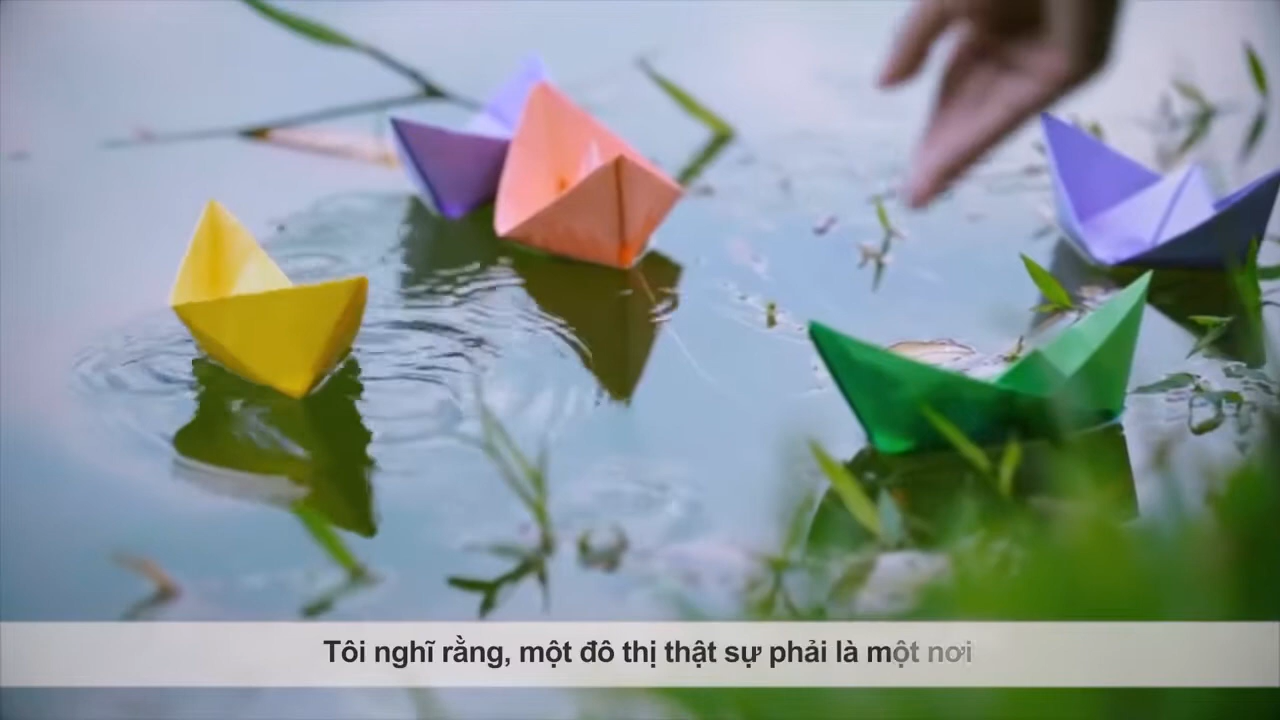 Tôi nghĩ rằng, một đô thị thật sự phải là một nơi